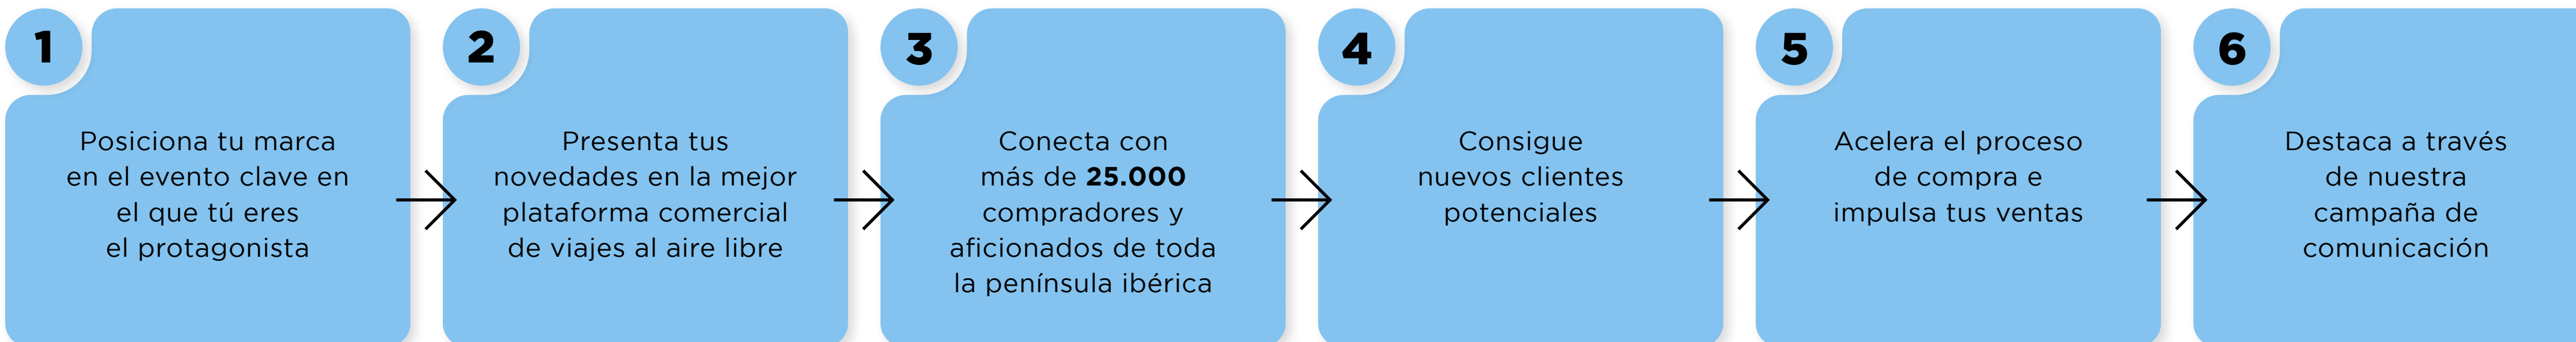 1
Posiciona tu marca
en el evento clave en
el que tú eres
el protagonista
2
Presenta tus
novedades en la mejor
plataforma comercial
de viajes al aire libre
3
Conecta con
más de 25.000
compradores y
aficionados de toda
la península ibérica
4
Consigue
nuevos clientes
potenciales
5
Acelera el proceso
de compra e
impulsa tus ventas
6
Destaca a través
de nuestra
campaña de
comunicación